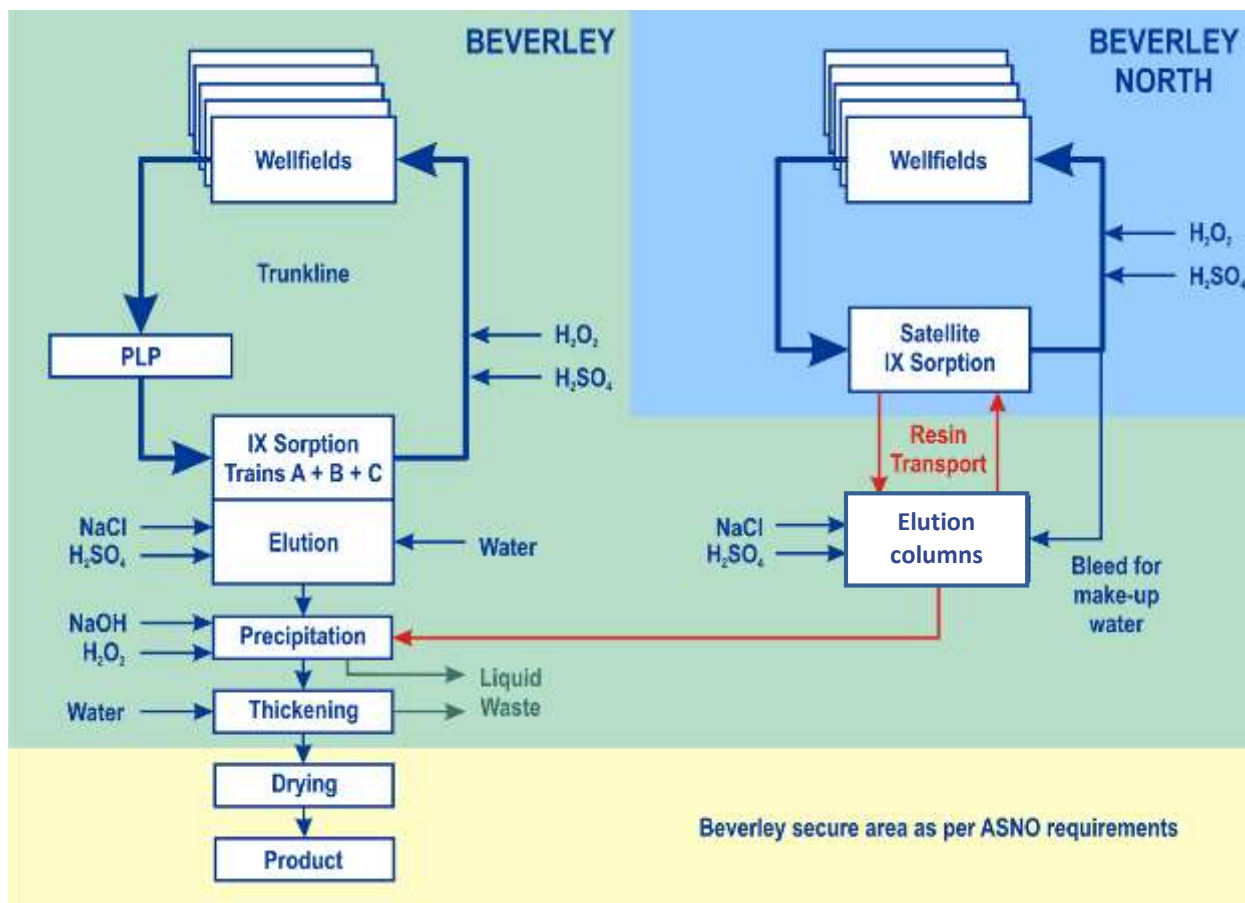 BEVERLEY
Wellfields
Trunkline
PLP
H₂O₂
H₂SO₄
IX Sorption
Trains A + B + C
NaCl
H₂SO₄
Elution
Water
NaOH
H₂O₂
Precipitation
Liquid
Waste
Water
Thickening
Drying
Product
BEVERLEY
NORTH
Wellfields
H₂O₂
H₂SO₄
Satellite
IX Sorption
Resin
Transport
NaCl
H₂SO₄
Elution
columns
Bleed for
make-up
water
Beverley secure area as per ASNO requirements